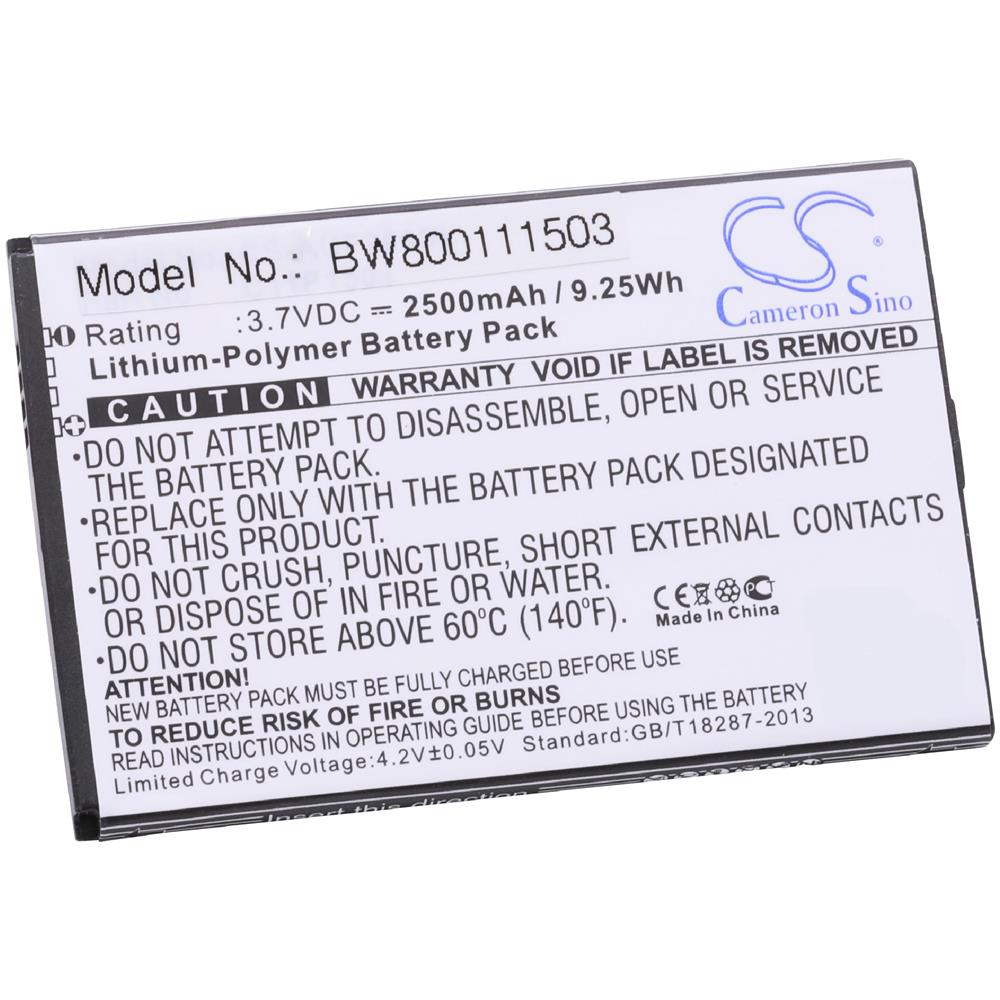 Model No.: BW800111503
Rating :3.7VDC ⎓ 2500mAh / 9.25Wh
Lithium-Polymer Battery Pack
CS
Cameron Sino
CAUTION WARRANTY VOID IF LABEL IS REMOVED
•DO NOT ATTEMPT TO DISASSEMBLE, OPEN OR SERVICE
THE BATTERY PACK.
•REPLACE ONLY WITH THE BATTERY PACK DESIGNATED
FOR THIS PRODUCT.
•DO NOT CRUSH, PUNCTURE, SHORT EXTERNAL CONTACTS
OR DISPOSE OF IN FIRE OR WATER.
•DO NOT STORE ABOVE 60°C (140°F).
CE
Made in China
ATTENTION!
NEW BATTERY PACK MUST BE FULLY CHARGED BEFORE USE
TO REDUCE RISK OF FIRE OR BURNS
READ INSTRUCTIONS IN OPERATING GUIDE BEFORE USING THE BATTERY
Limited Charge Voltage:4.2V±0.05V Standard:GB/T18287-2013
Insert this direction